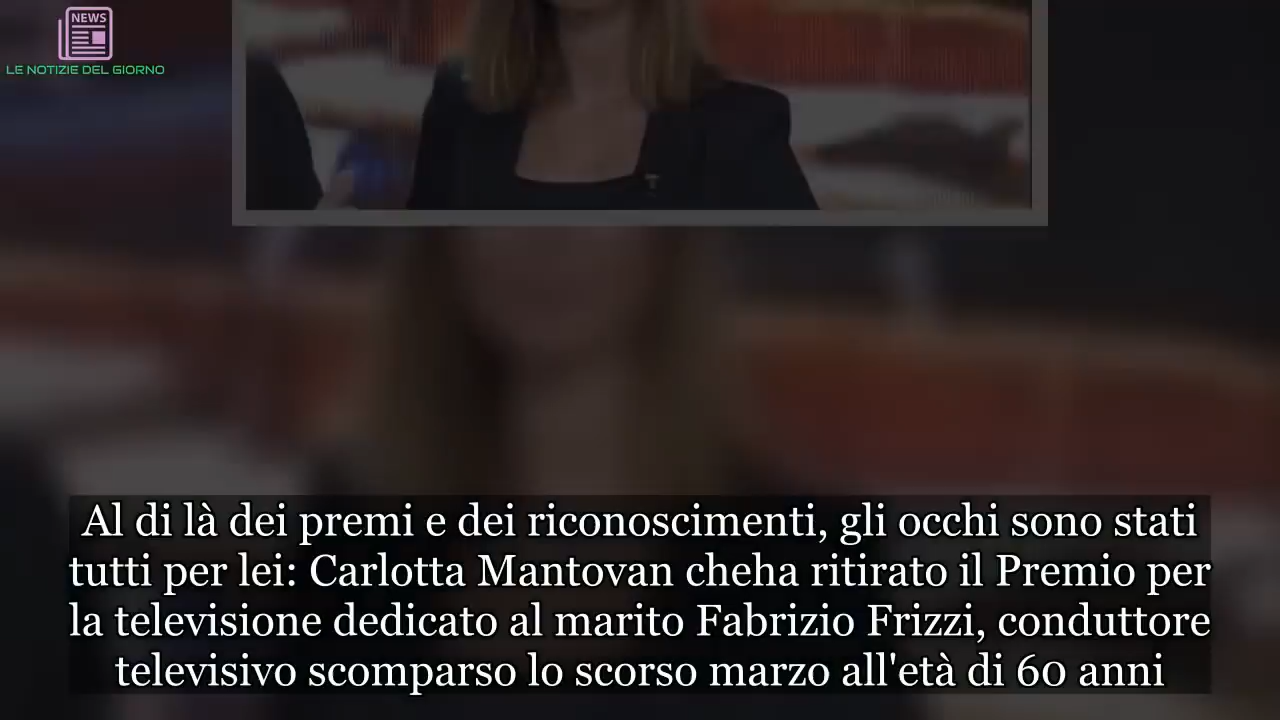 NEWS
LE NOTIZIE DEL GIORNO
Al di là dei premi e dei riconoscimenti, gli occhi sono stati
tutti per lei: Carlotta Mantovan cheha ritirato il Premio per
la televisione dedicato al marito Fabrizio Frizzi, conduttore
televisivo scomparso lo scorso marzo all'età di 60 anni